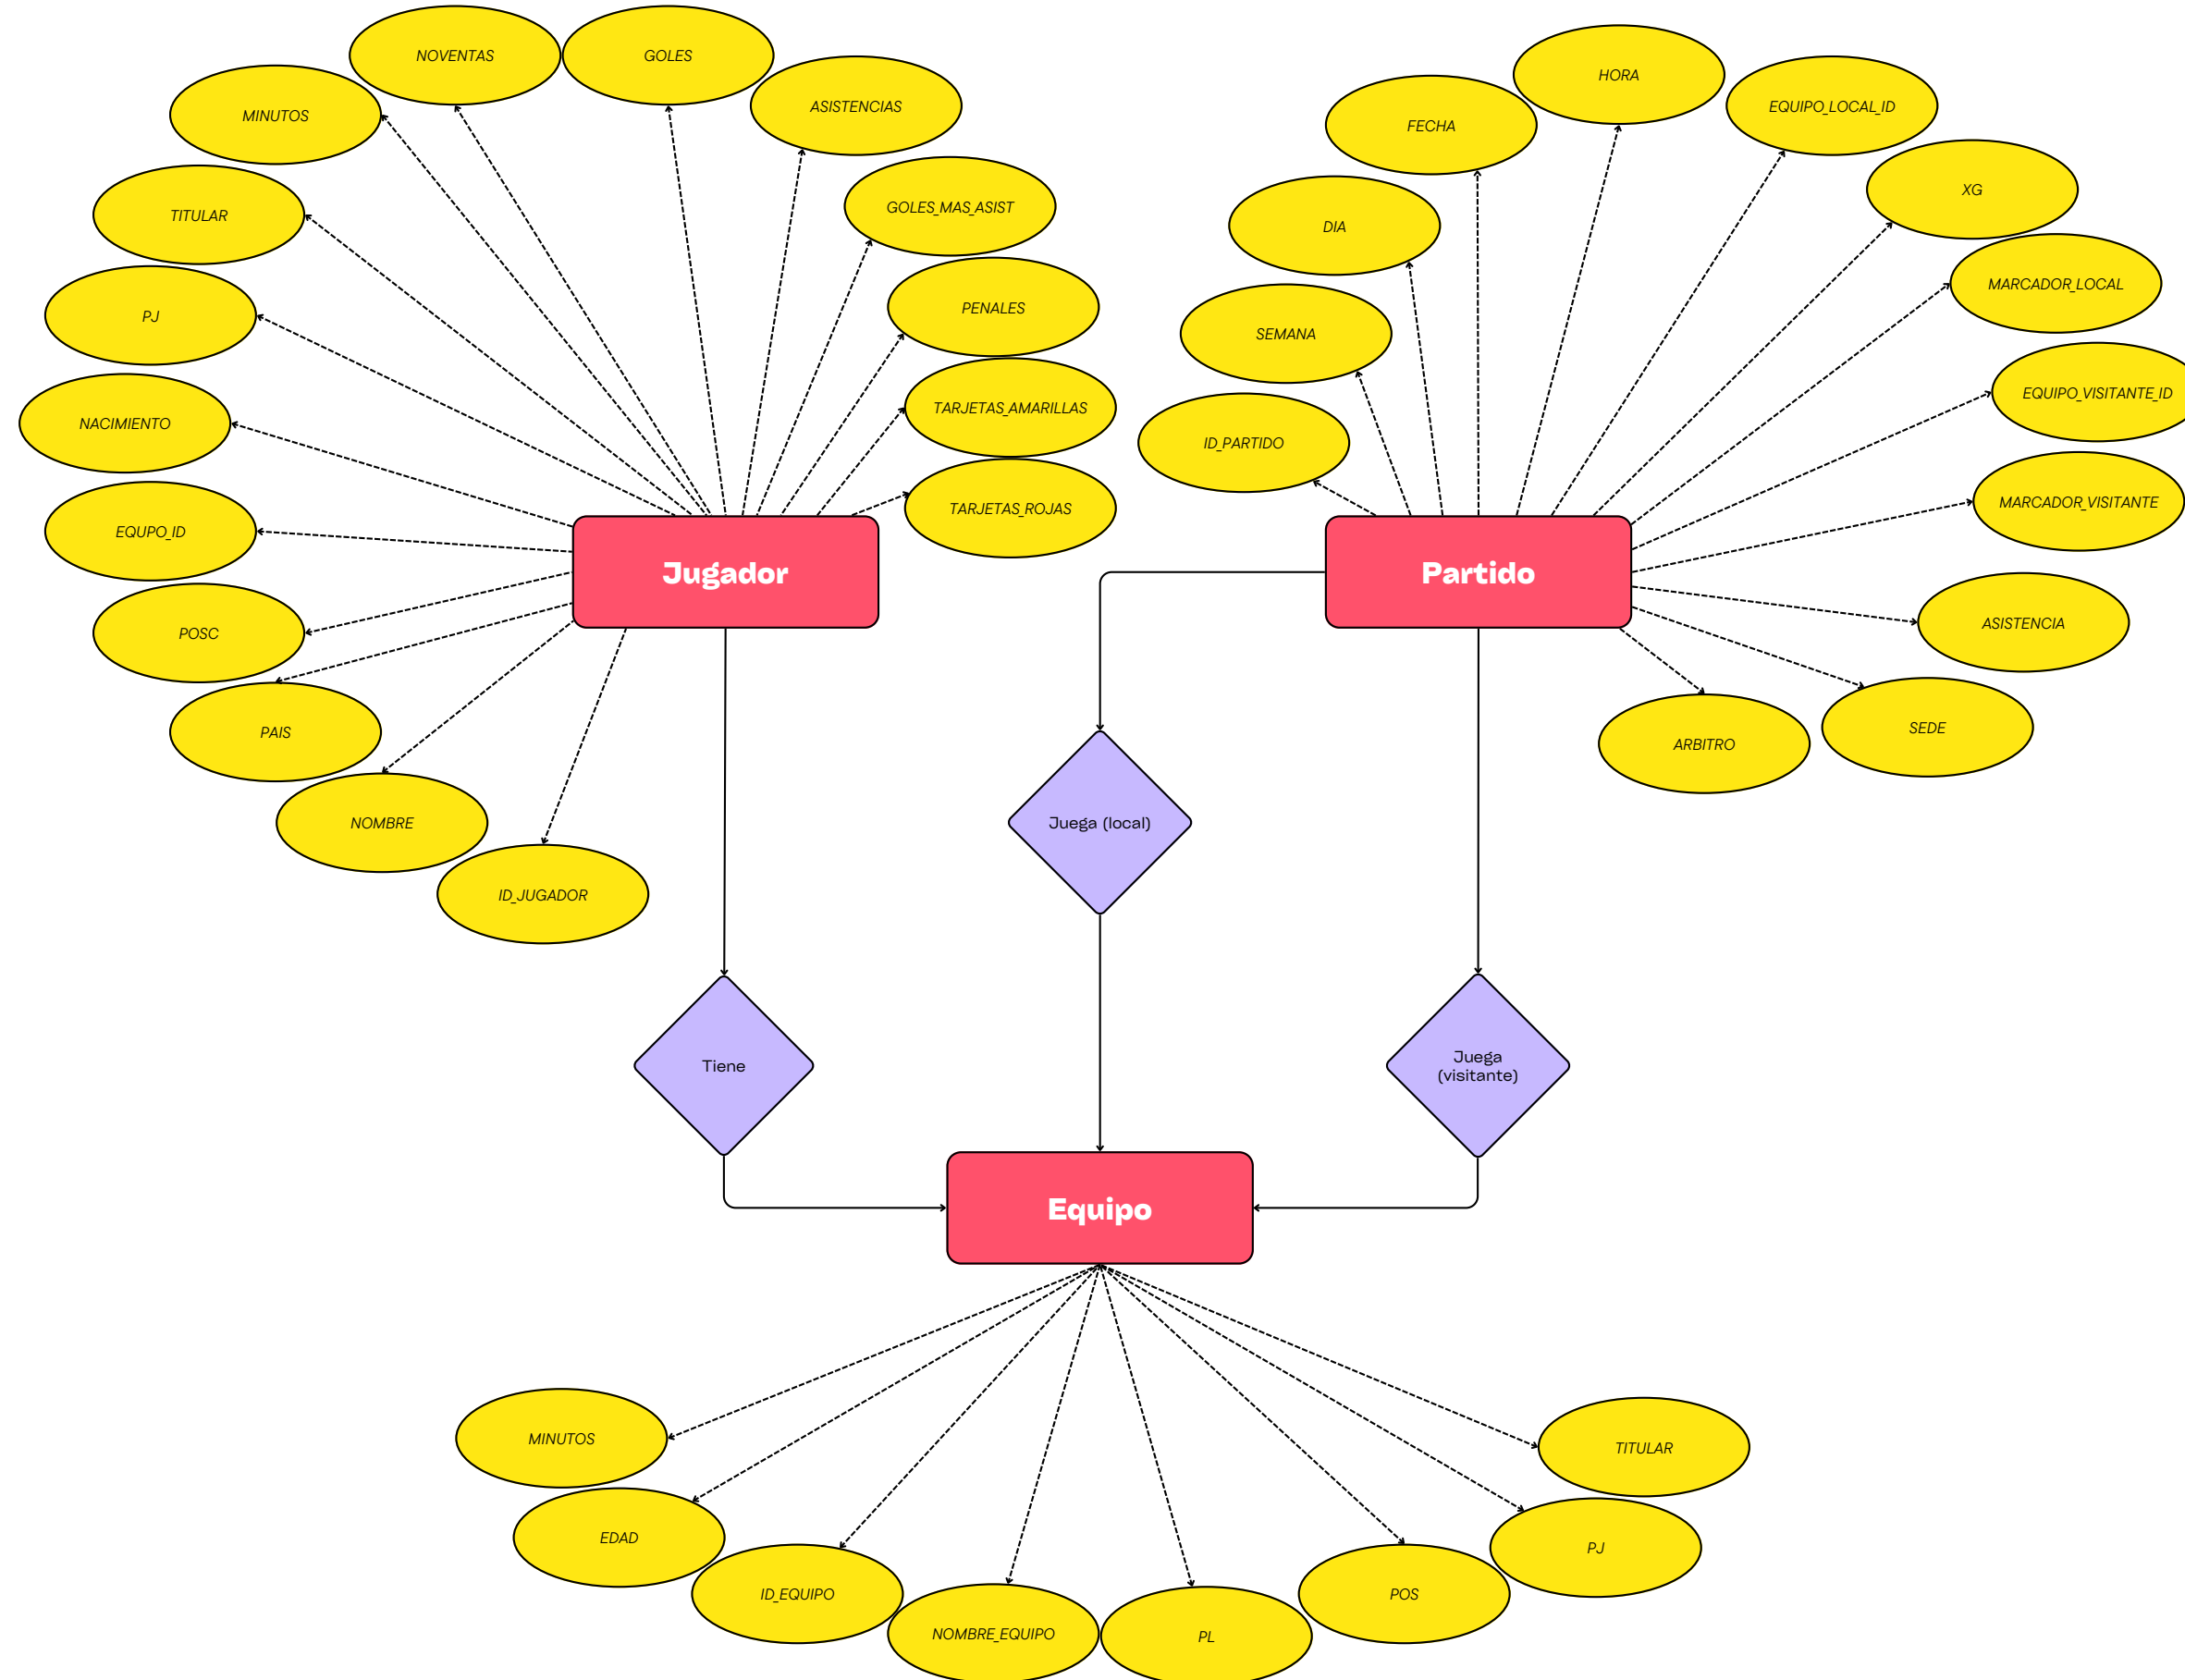 NOVENTAS
GOLES
HORA
MINUTOS
ASISTENCIAS
FECHA
EQUIPO_LOCAL_ID
TITULAR
GOLES_MAS_ASIST
DIA
XG
PJ
PENALES
SEMANA
MARCADOR_LOCAL
NACIMIENTO
TARJETAS_AMARILLAS
ID_PARTIDO
EQUIPO_VISITANTE_ID
EQUPO_ID
TARJETAS_ROJAS
MARCADOR_VISITANTE
Jugador
Partido
POSC
ASISTENCIA
PAIS
ARBITRO
SEDE
NOMBRE
Juega (local)
ID_JUGADOR
Tiene
Juega
(visitante)
Equipo
MINUTOS
TITULAR
EDAD
PJ
ID_EQUIPO
POS
NOMBRE_EQUIPO
PL